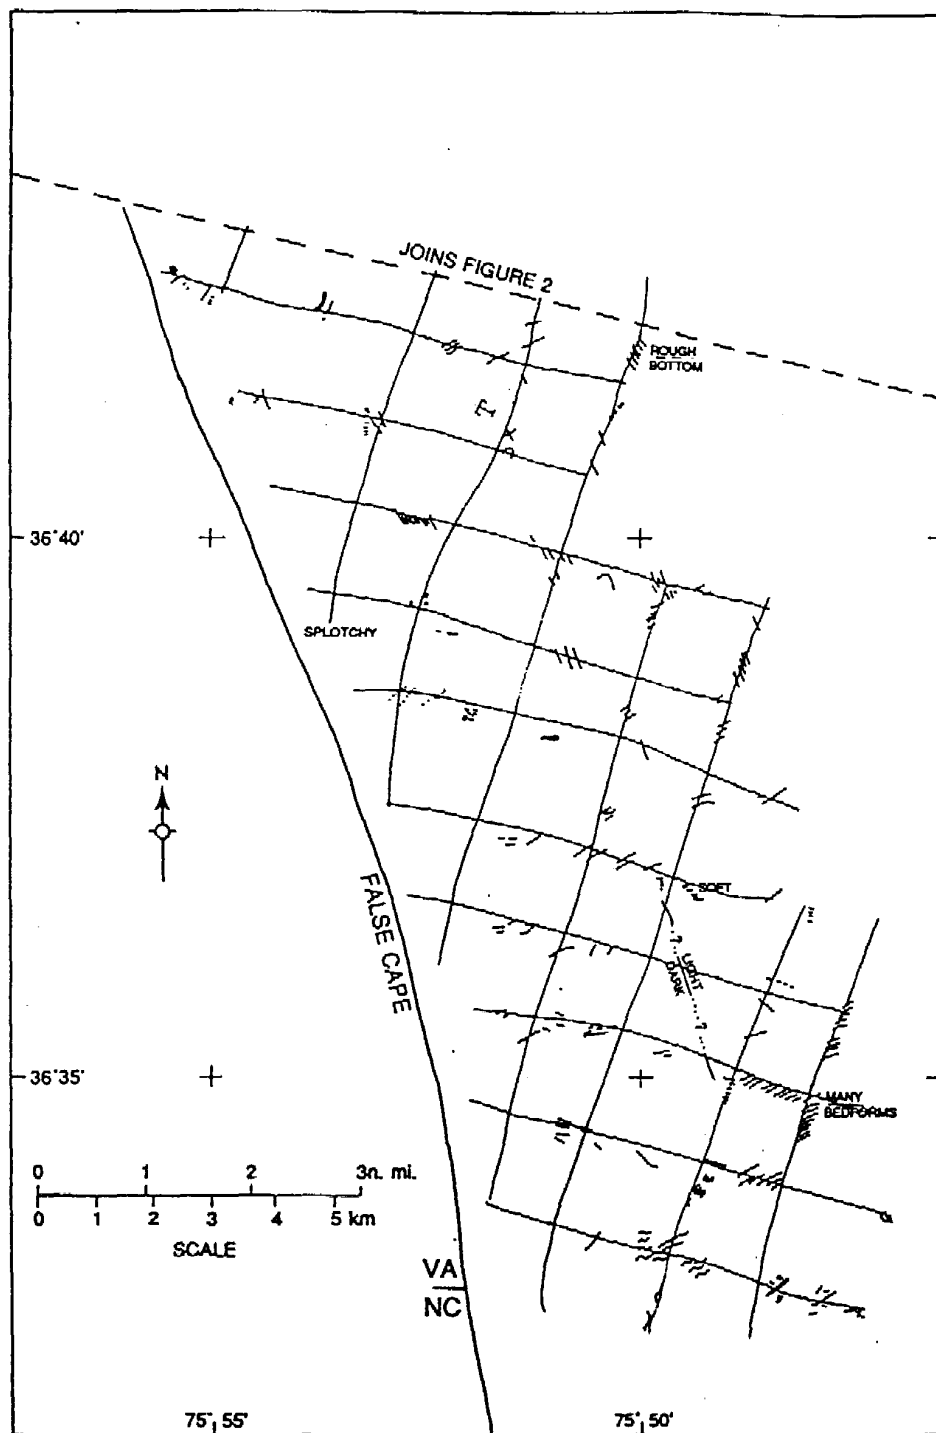 JOINS FIGURE 2
ROUGH
BOTTOM
36°40'
SPLOTCHY
N
SOFT
FALSE CAPE
?
LIGHT
DARK
?
36°35'
MANY
BEDFORMS
0 1 2 3n. mi.
0 1 2 3 4 5 km
SCALE
VA
NC
75° 55' 75° 50'